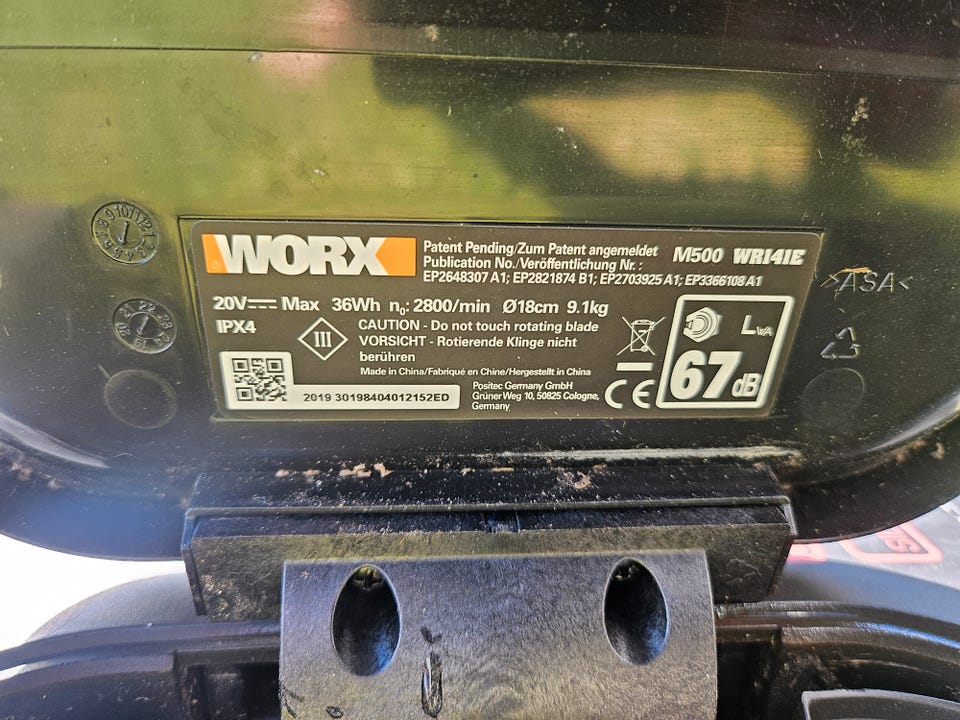 WORX
Patent Pending/Zum Patent angemeldet
Publication No./Veröffentlichung Nr.:
EP2648307 A1; EP2821874 B1; EP2703925 A1; EP3366108 A1
M500 WR141E
20V Max 36Wh n₀: 2800/min Ø18cm 9.1kg
IPX4
III
CAUTION - Do not touch rotating blade
VORSICHT - Rotierende Klinge nicht
berühren
Made in China/Fabriqué en Chine/Hergestellt in China
2019 30198404012152ED
Positec Germany GmbH
Grüner Weg 10, 50825 Cologne,
Germany
CE
LWA
67dB
>ASA<